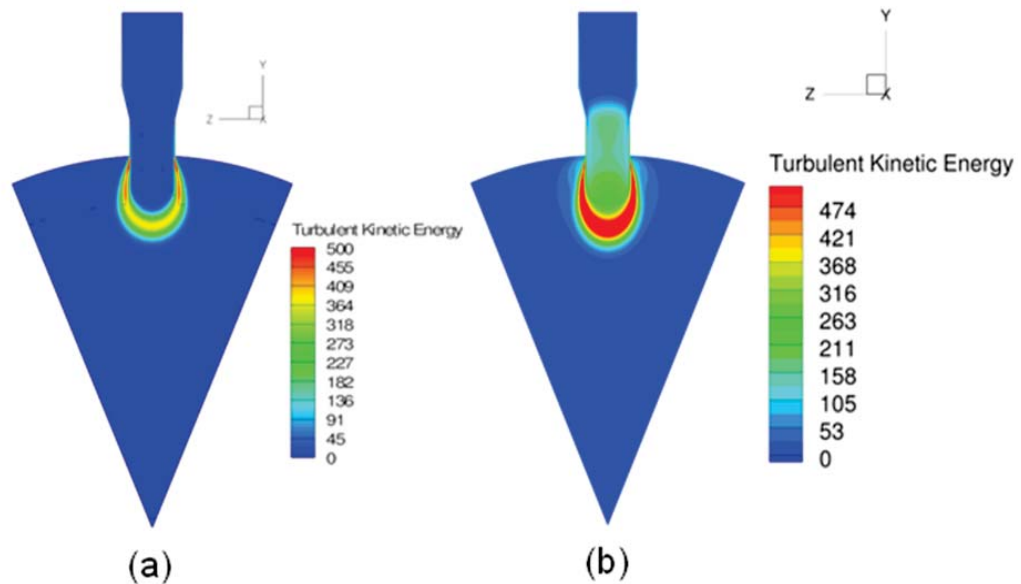 Y
Z
X
Turbulent Kinetic Energy
500
455
409
364
318
273
227
182
136
91
45
0
(a)
Y
Z
X
Turbulent Kinetic Energy
474
421
368
316
263
211
158
105
53
0
(b)